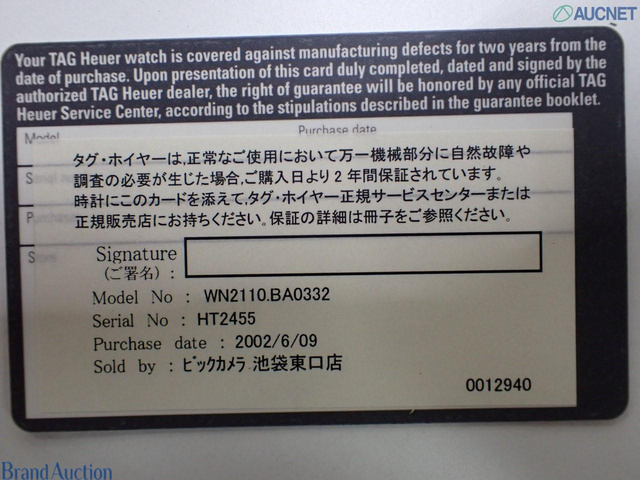 AUCNET
Your TAG Heuer watch is covered against manufacturing defects for two years from the
date of purchase. Upon presentation of this card duly completed, dated and signed by the
authorized TAG Heuer dealer, the right of guarantee will be honored by any official TAG
Heuer Service Center, according to the stipulations described in the guarantee booklet.
Model Purchase date
タグ・ホイヤーは,正常なご使用において万一機械部分に自然故障や
調査の必要が生じた場合,ご購入日より2年間保証されています。
時計にこのカードを添えて,タグ・ホイヤー正規サービスセンターまたは
正規販売店にお持ちください。保証の詳細は冊子をご参照ください。
Signature
(ご署名) :
Model No : WN2110.BA0332
Serial No : HT2455
Purchase date : 2002/6/09
Sold by : ビックカメラ 池袋東口店
0012940
Brand Auction